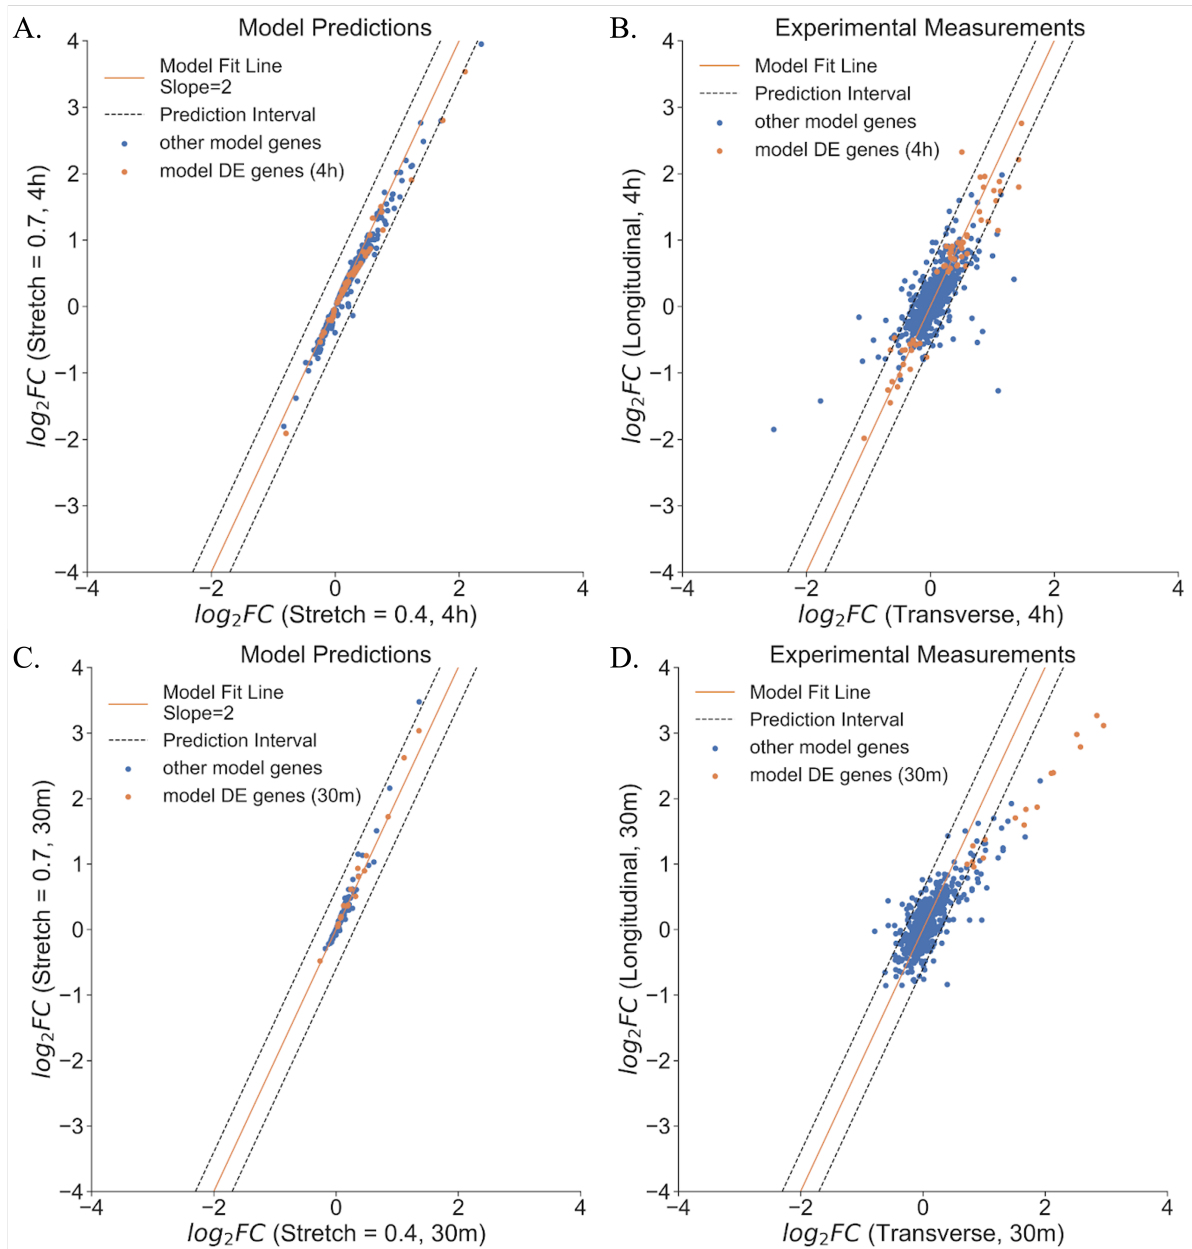 A.
Model Predictions
4
3
2
1
0
−1
−2
−3
−4
−4
−2
0
2
4
Model Fit Line
Slope=2
Prediction Interval
other model genes
model DE genes (4h)
log2FC (Stretch = 0.7, 4h)
log2FC (Stretch = 0.4, 4h)
B.
Experimental Measurements
4
3
2
1
0
−1
−2
−3
−4
−4
−2
0
2
4
Model Fit Line
Prediction Interval
other model genes
model DE genes (4h)
log2FC (Longitudinal, 4h)
log2FC (Transverse, 4h)
C.
Model Predictions
4
3
2
1
0
−1
−2
−3
−4
−4
−2
0
2
4
Model Fit Line
Slope=2
Prediction Interval
other model genes
model DE genes (30m)
log2FC (Stretch = 0.7, 30m)
log2FC (Stretch = 0.4, 30m)
D.
Experimental Measurements
4
3
2
1
0
−1
−2
−3
−4
−4
−2
0
2
4
Model Fit Line
Prediction Interval
other model genes
model DE genes (30m)
log2FC (Longitudinal, 30m)
log2FC (Transverse, 30m)